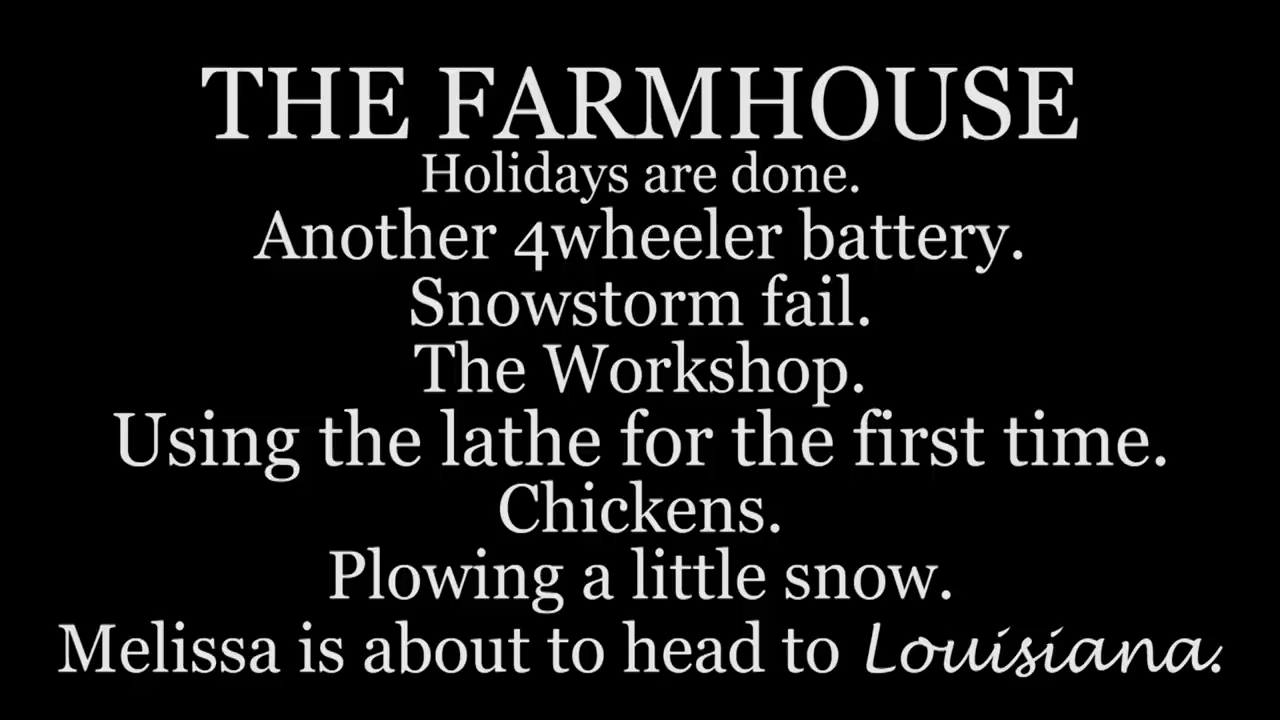 THE FARMHOUSE
Holidays are done.
Another 4wheeler battery.
Snowstorm fail.
The Workshop.
Using the lathe for the first time.
Chickens.
Plowing a little snow.
Melissa is about to head to Louisiana.